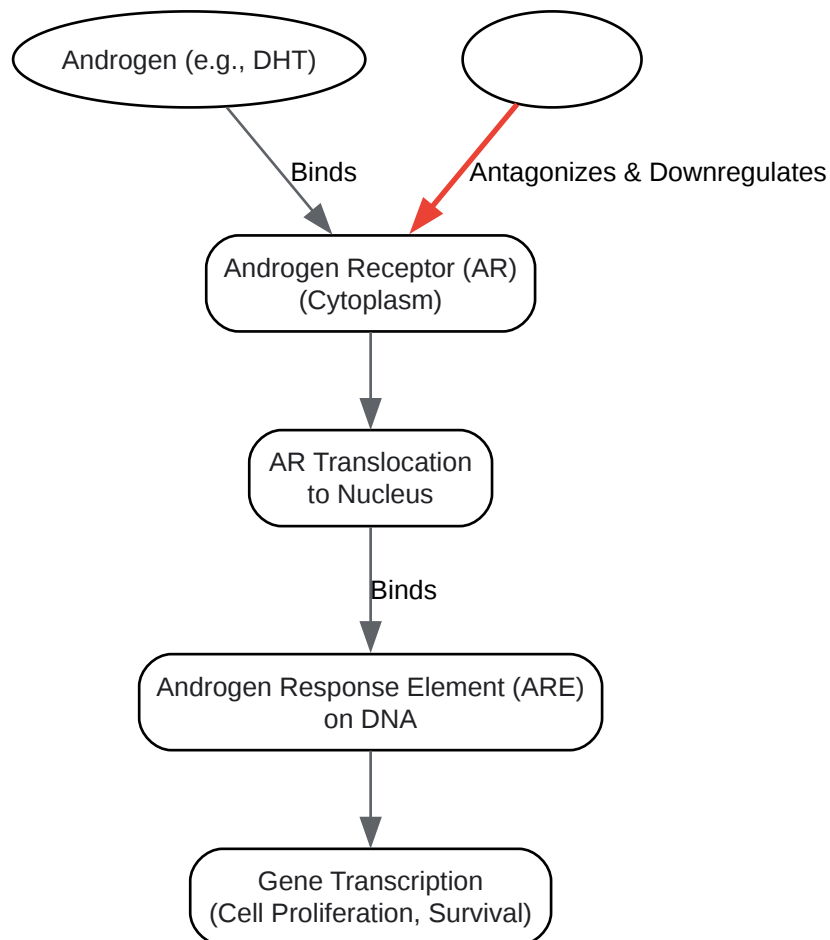 Androgen (e.g., DHT)
Binds
Antagonizes & Downregulates
Androgen Receptor (AR)
(Cytoplasm)
AR Translocation
to Nucleus
Binds
Androgen Response Element (ARE)
on DNA
Gene Transcription
(Cell Proliferation, Survival)